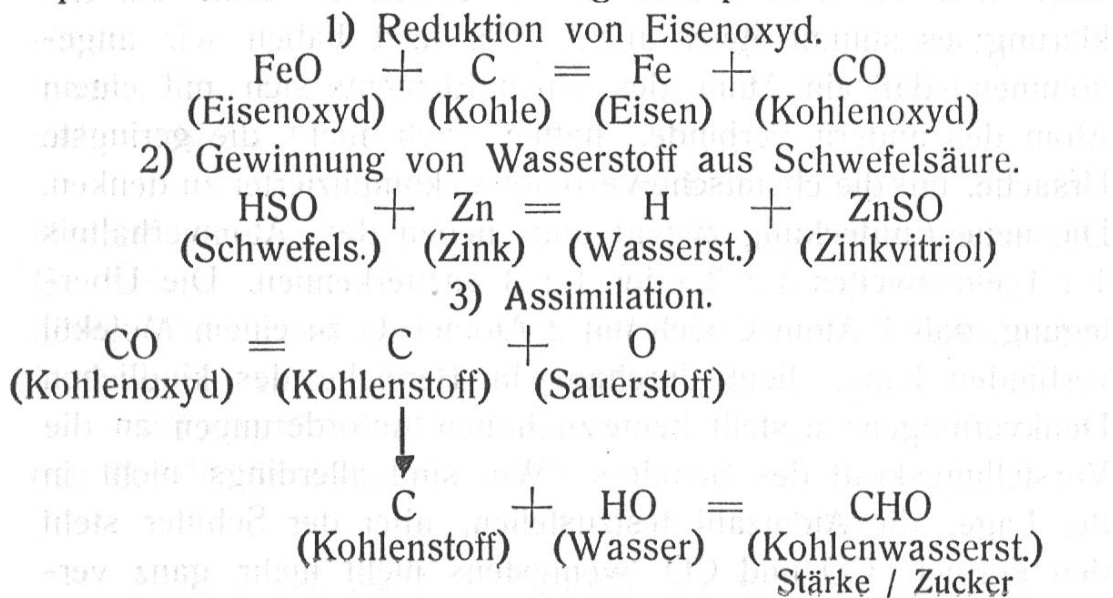 1) Reduktion von Eisenoxyd.
FeO + C = Fe + CO
(Eisenoxyd) (Kohle) (Eisen) (Kohlenoxyd)
2) Gewinnung von Wasserstoff aus Schwefelsäure.
HSO + Zn = H + ZnSO
(Schwefels.) (Zink) (Wasserst.) (Zinkvitriol)
3) Assimilation.
CO = C + O
(Kohlenoxyd) (Kohlenstoff) (Sauerstoff)
C + HO = CHO
(Kohlenstoff) (Wasser) (Kohlenwasserst.)
Stärke / Zucker